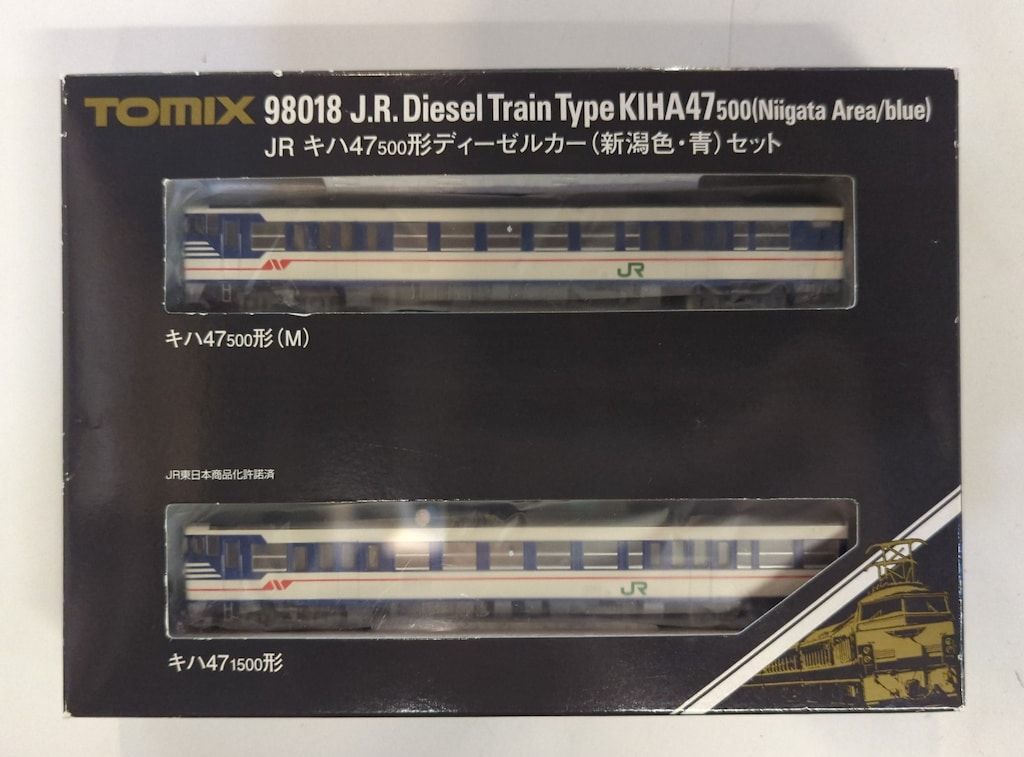 TOMIX 98018 J.R. Diesel Train Type KIHA47 500(Niigata Area/blue)
JR キハ47 500形ディーゼルカー(新潟色・青)セット
JR
キハ47 500形(M)
JR東日本商品化許諾済
JR
キハ47 1500形